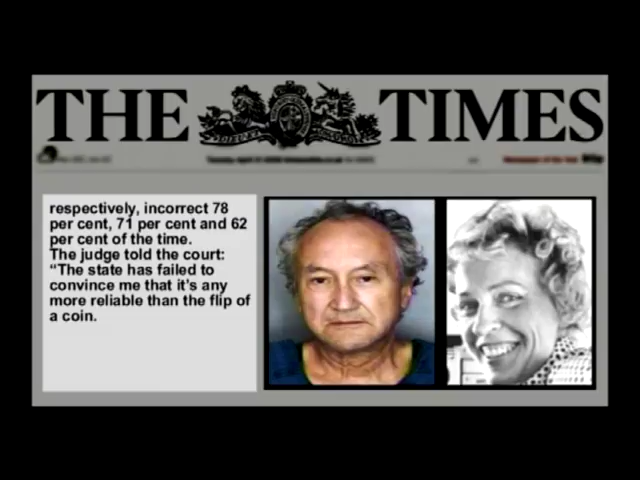 THE TIMES
respectively, incorrect 78
per cent, 71 per cent and 62
per cent of the time.
The judge told the court:
“The state has failed to
convince me that it's any
more reliable than the flip of
a coin.